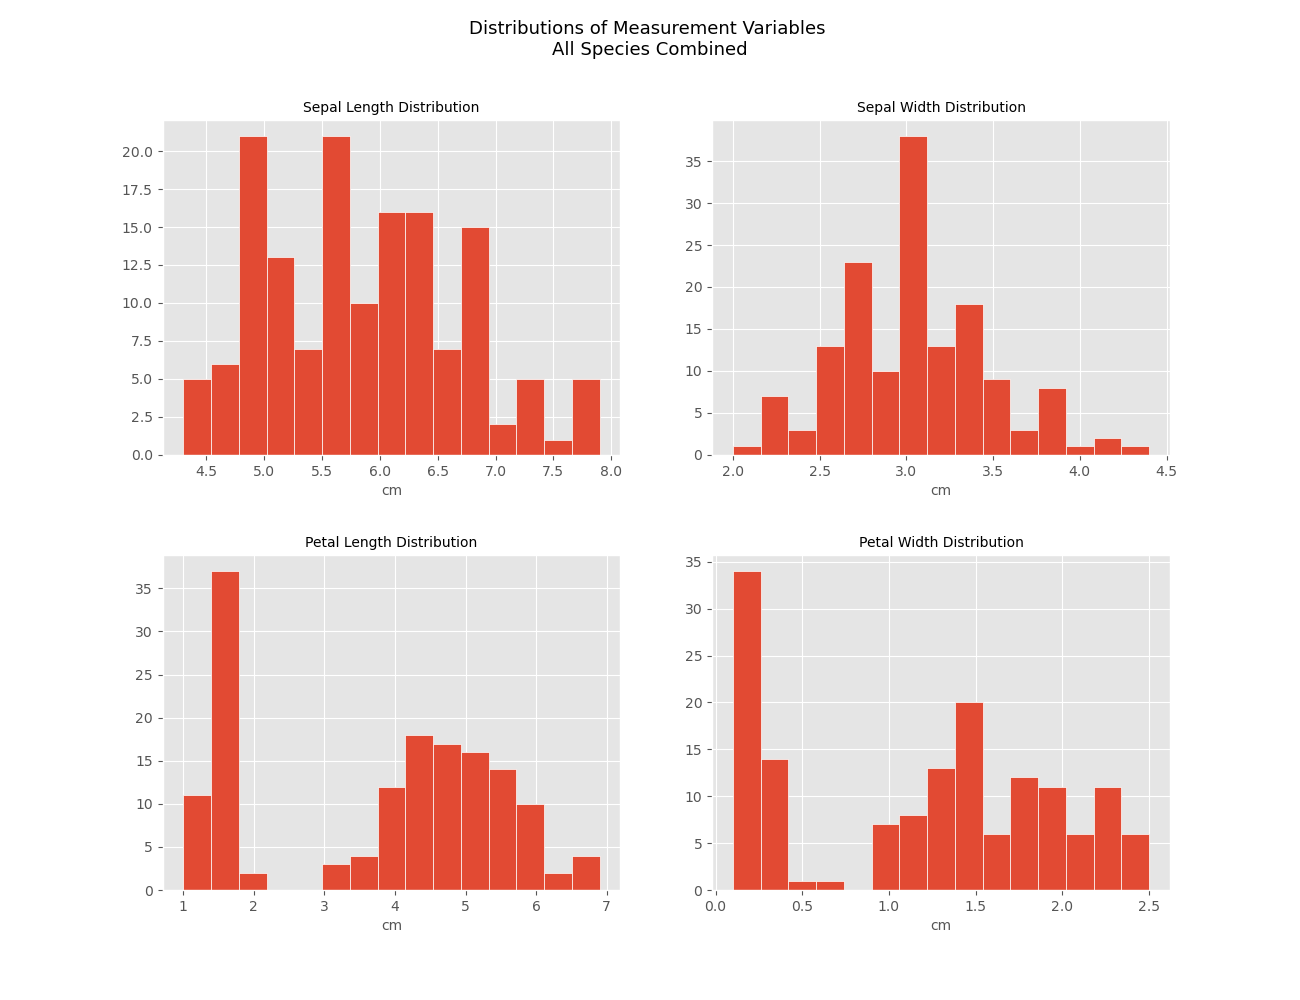 Distributions of Measurement Variables
All Species Combined
Sepal Length Distribution
20.0
17.5
15.0
12.5
10.0
7.5
5.0
2.5
0.0
4.5 5.0 5.5 6.0 6.5 7.0 7.5 8.0
cm
Sepal Width Distribution
35
30
25
20
15
10
5
0
2.0 2.5 3.0 3.5 4.0 4.5
cm
Petal Length Distribution
35
30
25
20
15
10
5
0
1 2 3 4 5 6 7
cm
Petal Width Distribution
35
30
25
20
15
10
5
0
0.0 0.5 1.0 1.5 2.0 2.5
cm